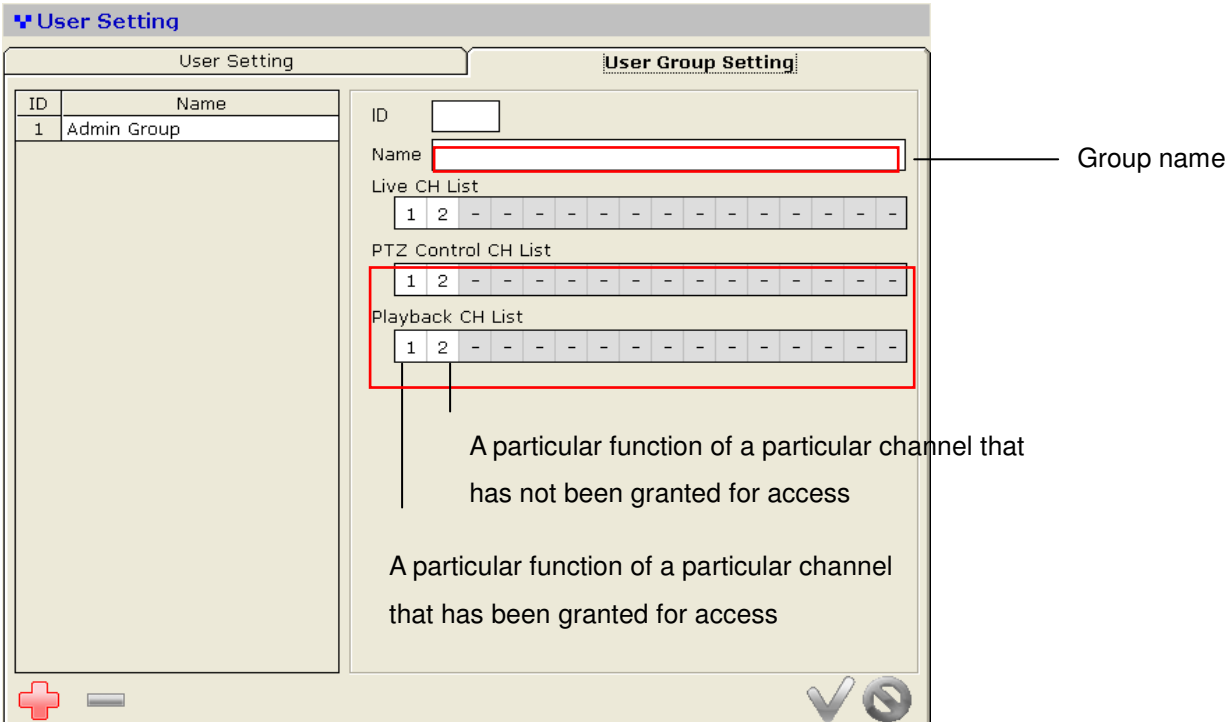 User Setting
User Setting
User Group Setting
ID Name
1 Admin Group
ID
Name
Group name
Live CH List
1 2 - - - - - - - - - - - - - -
PTZ Control CH List
1 2 - - - - - - - - - - - - - -
Playback CH List
1 2 - - - - - - - - - - - - - -
A particular function of a particular channel that
has not been granted for access
A particular function of a particular channel
that has been granted for access